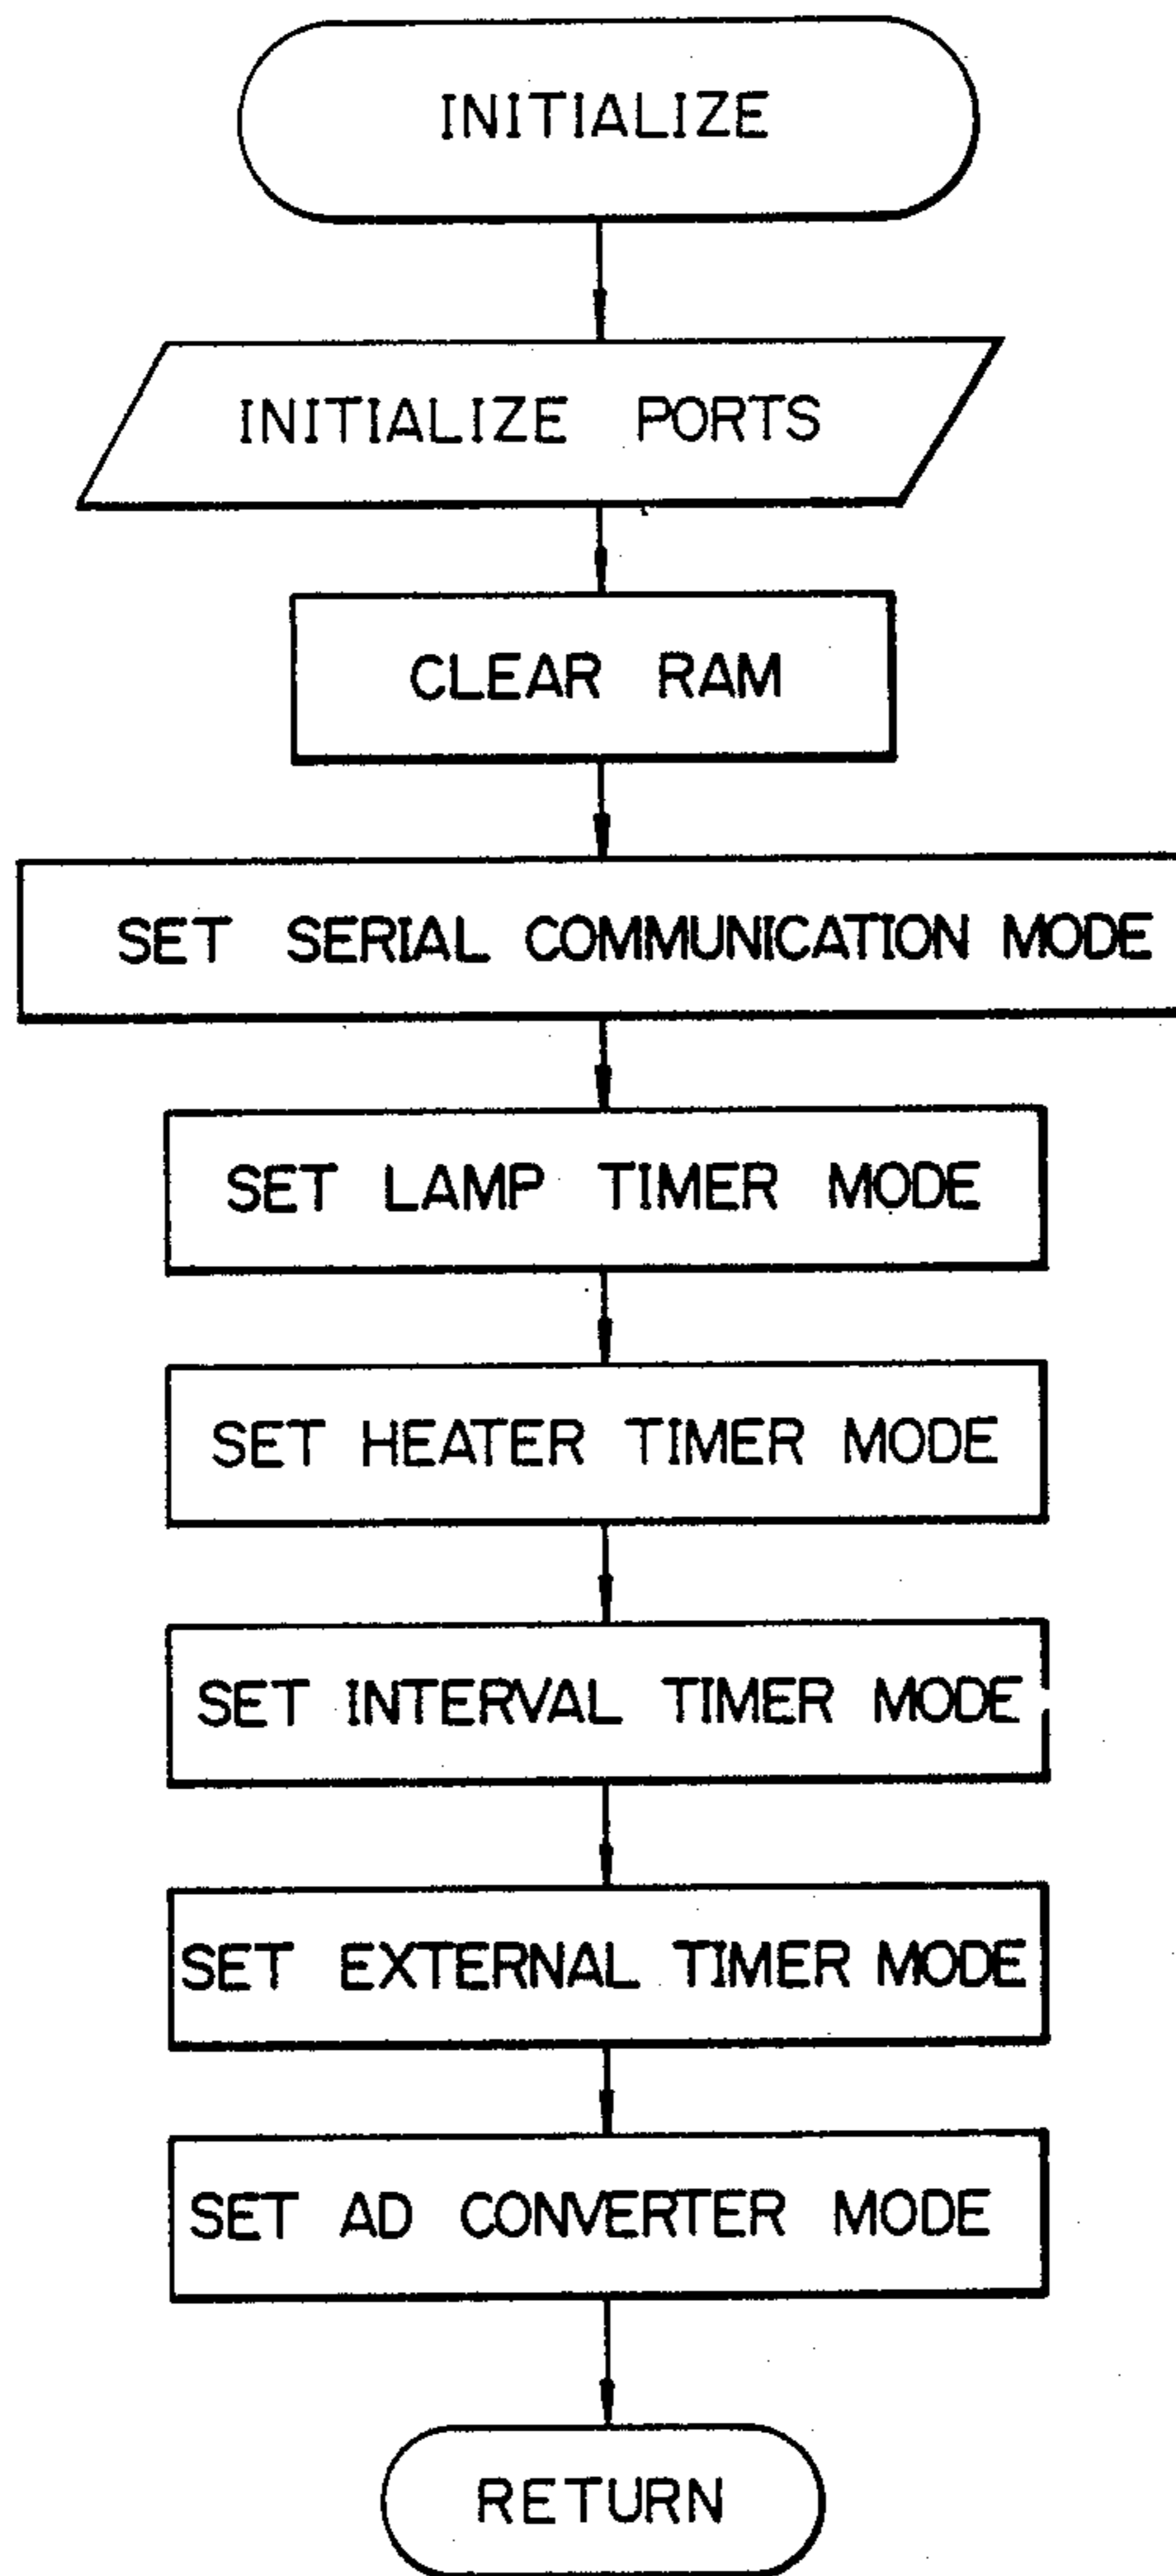 INITIALIZE
INITIALIZE PORTS
CLEAR RAM
SET SERIAL COMMUNICATION MODE
SET LAMP TIMER MODE
SET HEATER TIMER MODE
SET INTERVAL TIMER MODE
SET EXTERNAL TIMER MODE
SET AD CONVERTER MODE
RETURN